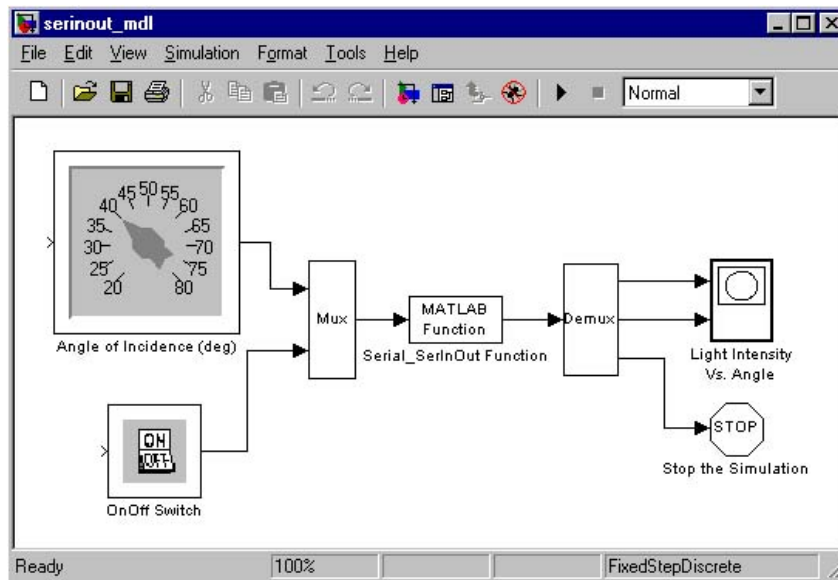 serinout_mdl
File Edit View Simulation Format Tools Help
Normal
20 25 30 35 40 45 50 55 60 65 70 75 80
Angle of Incidence (deg)
Mux
MATLAB
Function
Serial_SerInOut Function
Demux
Light Intensity
Vs. Angle
STOP
Stop the Simulation
ON
OFF
OnOff Switch
Ready 100% FixedStepDiscrete